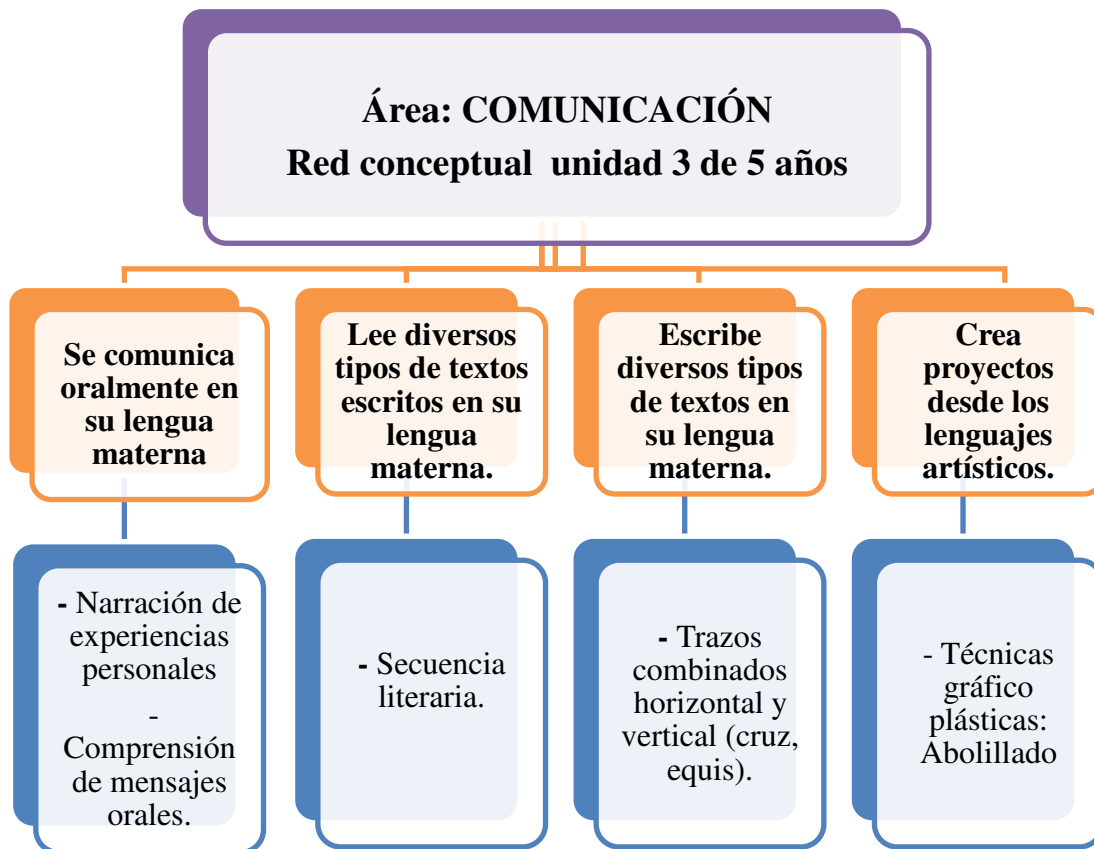 Área: COMUNICACIÓN
Red conceptual unidad 3 de 5 años
Se comunica
oralmente en
su lengua
materna
Lee diversos
tipos de textos
escritos en su
lengua
materna.
Escribe
diversos tipos
de textos en
su lengua
materna.
Crea
proyectos
desde los
lenguajes
artísticos.
- Narración de
experiencias
personales
-
Comprensión
de mensajes
orales.
- Secuencia
literaria.
- Trazos
combinados
horizontal y
vertical (cruz,
equis).
- Técnicas
gráfico
plásticas:
Abolillado